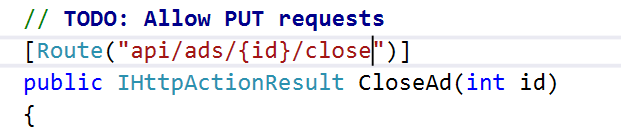 // TODO: Allow PUT requests
[Route("api/ads/{id}/close")]
public IHttpActionResult CloseAd(int id)
{